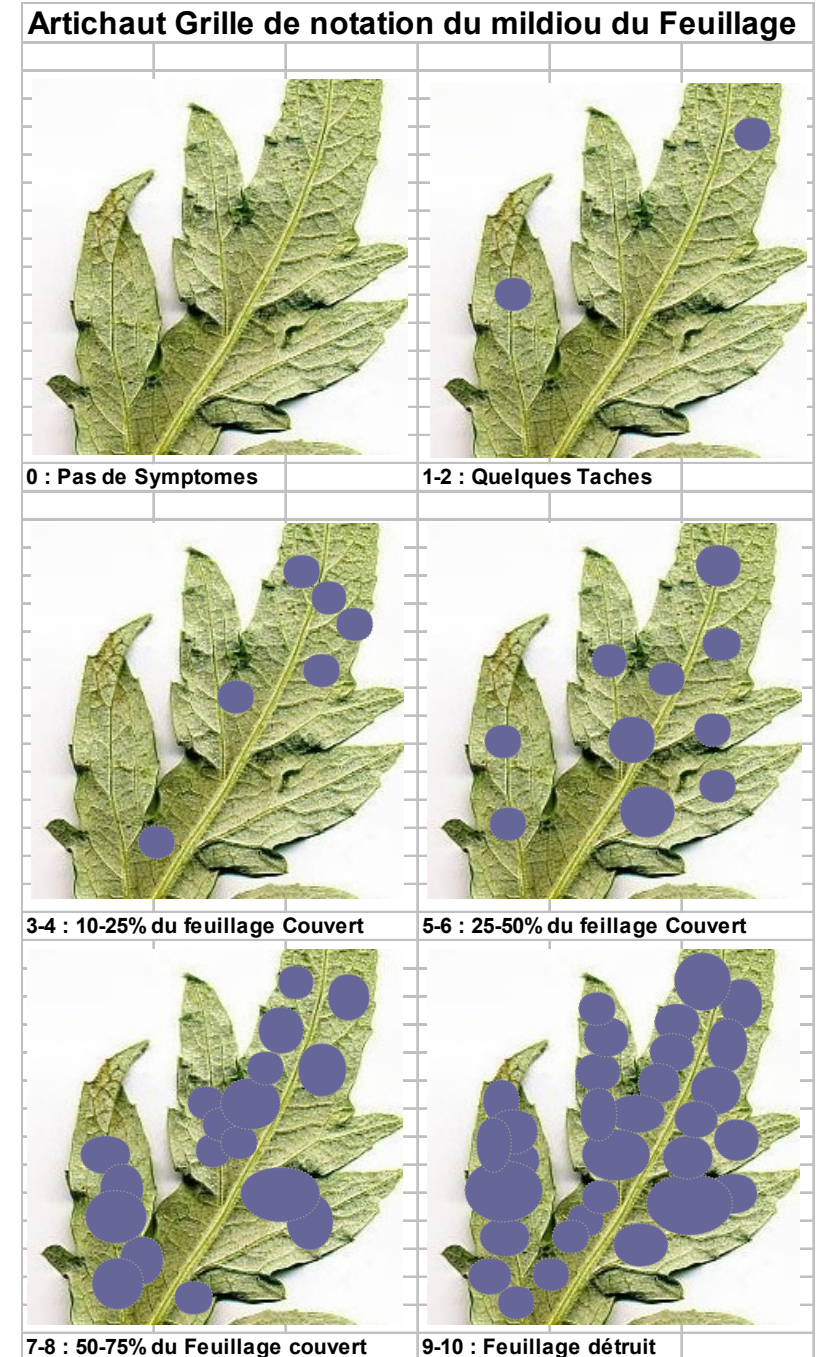 Artichaut Grille de notation du mildiou du Feuillage
0 : Pas de Symptomes
1-2 : Quelques Taches
3-4 : 10-25% du feuillage Couvert
5-6 : 25-50% du feillage Couvert
7-8 : 50-75% du Feuillage couvert
9-10 : Feuillage détruit